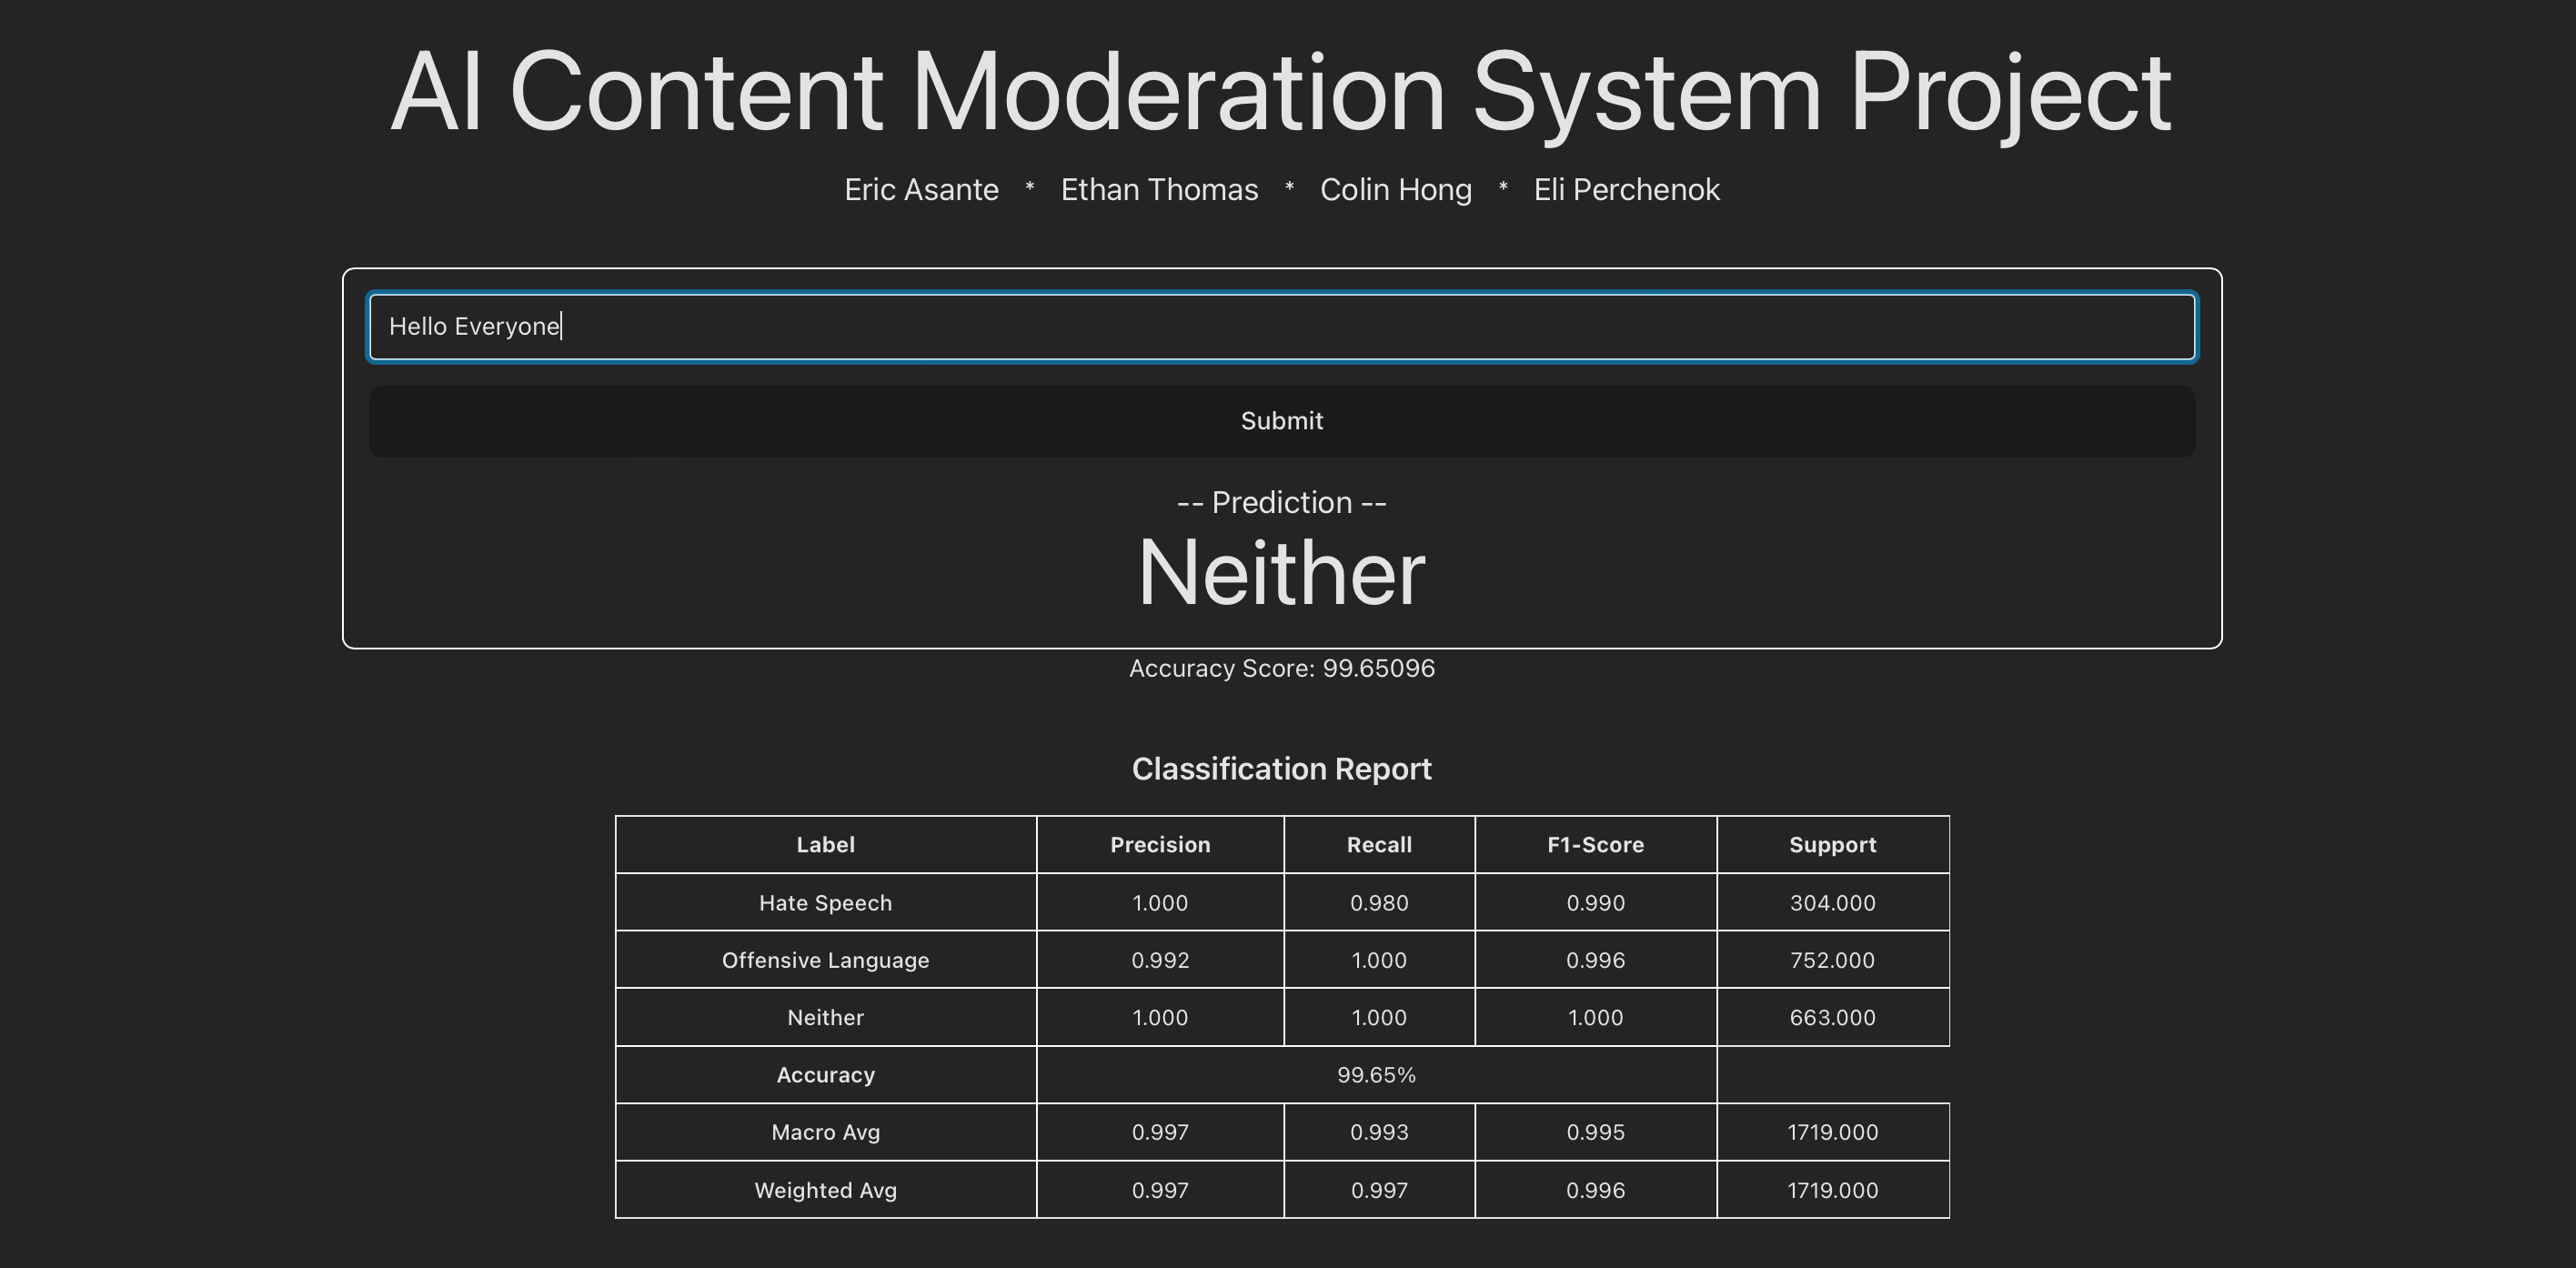 AI Content Moderation System Project
Eric Asante * Ethan Thomas * Colin Hong * Eli Perchenok
Hello Everyone
Submit
-- Prediction --
Neither
Accuracy Score: 99.65096
Classification Report
Label Precision Recall F1-Score Support
Hate Speech 1.000 0.980 0.990 304.000
Offensive Language 0.992 1.000 0.996 752.000
Neither 1.000 1.000 1.000 663.000
Accuracy 99.65%
Macro Avg 0.997 0.993 0.995 1719.000
Weighted Avg 0.997 0.997 0.996 1719.000